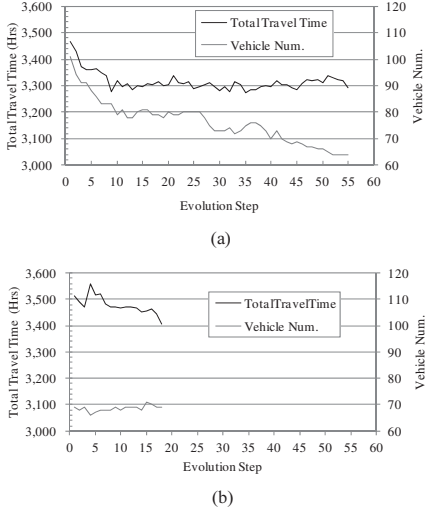 (a)
3,600
3,500
3,400
3,300
3,200
3,100
3,000
Total Travel Time (Hrs)
Total Travel Time
Vehicle Num.
120
110
100
90
80
70
60
Vehicle Num.
0 5 10 15 20 25 30 35 40 45 50 55 60
Evolution Step
(a)
3,600
3,500
3,400
3,300
3,200
3,100
3,000
Total Travel Time (Hrs)
TotalTravelTime
Vehicle Num.
120
110
100
90
80
70
60
Vehicle Num.
0 5 10 15 20 25 30 35 40 45 50 55 60
Evolution Step
(b)